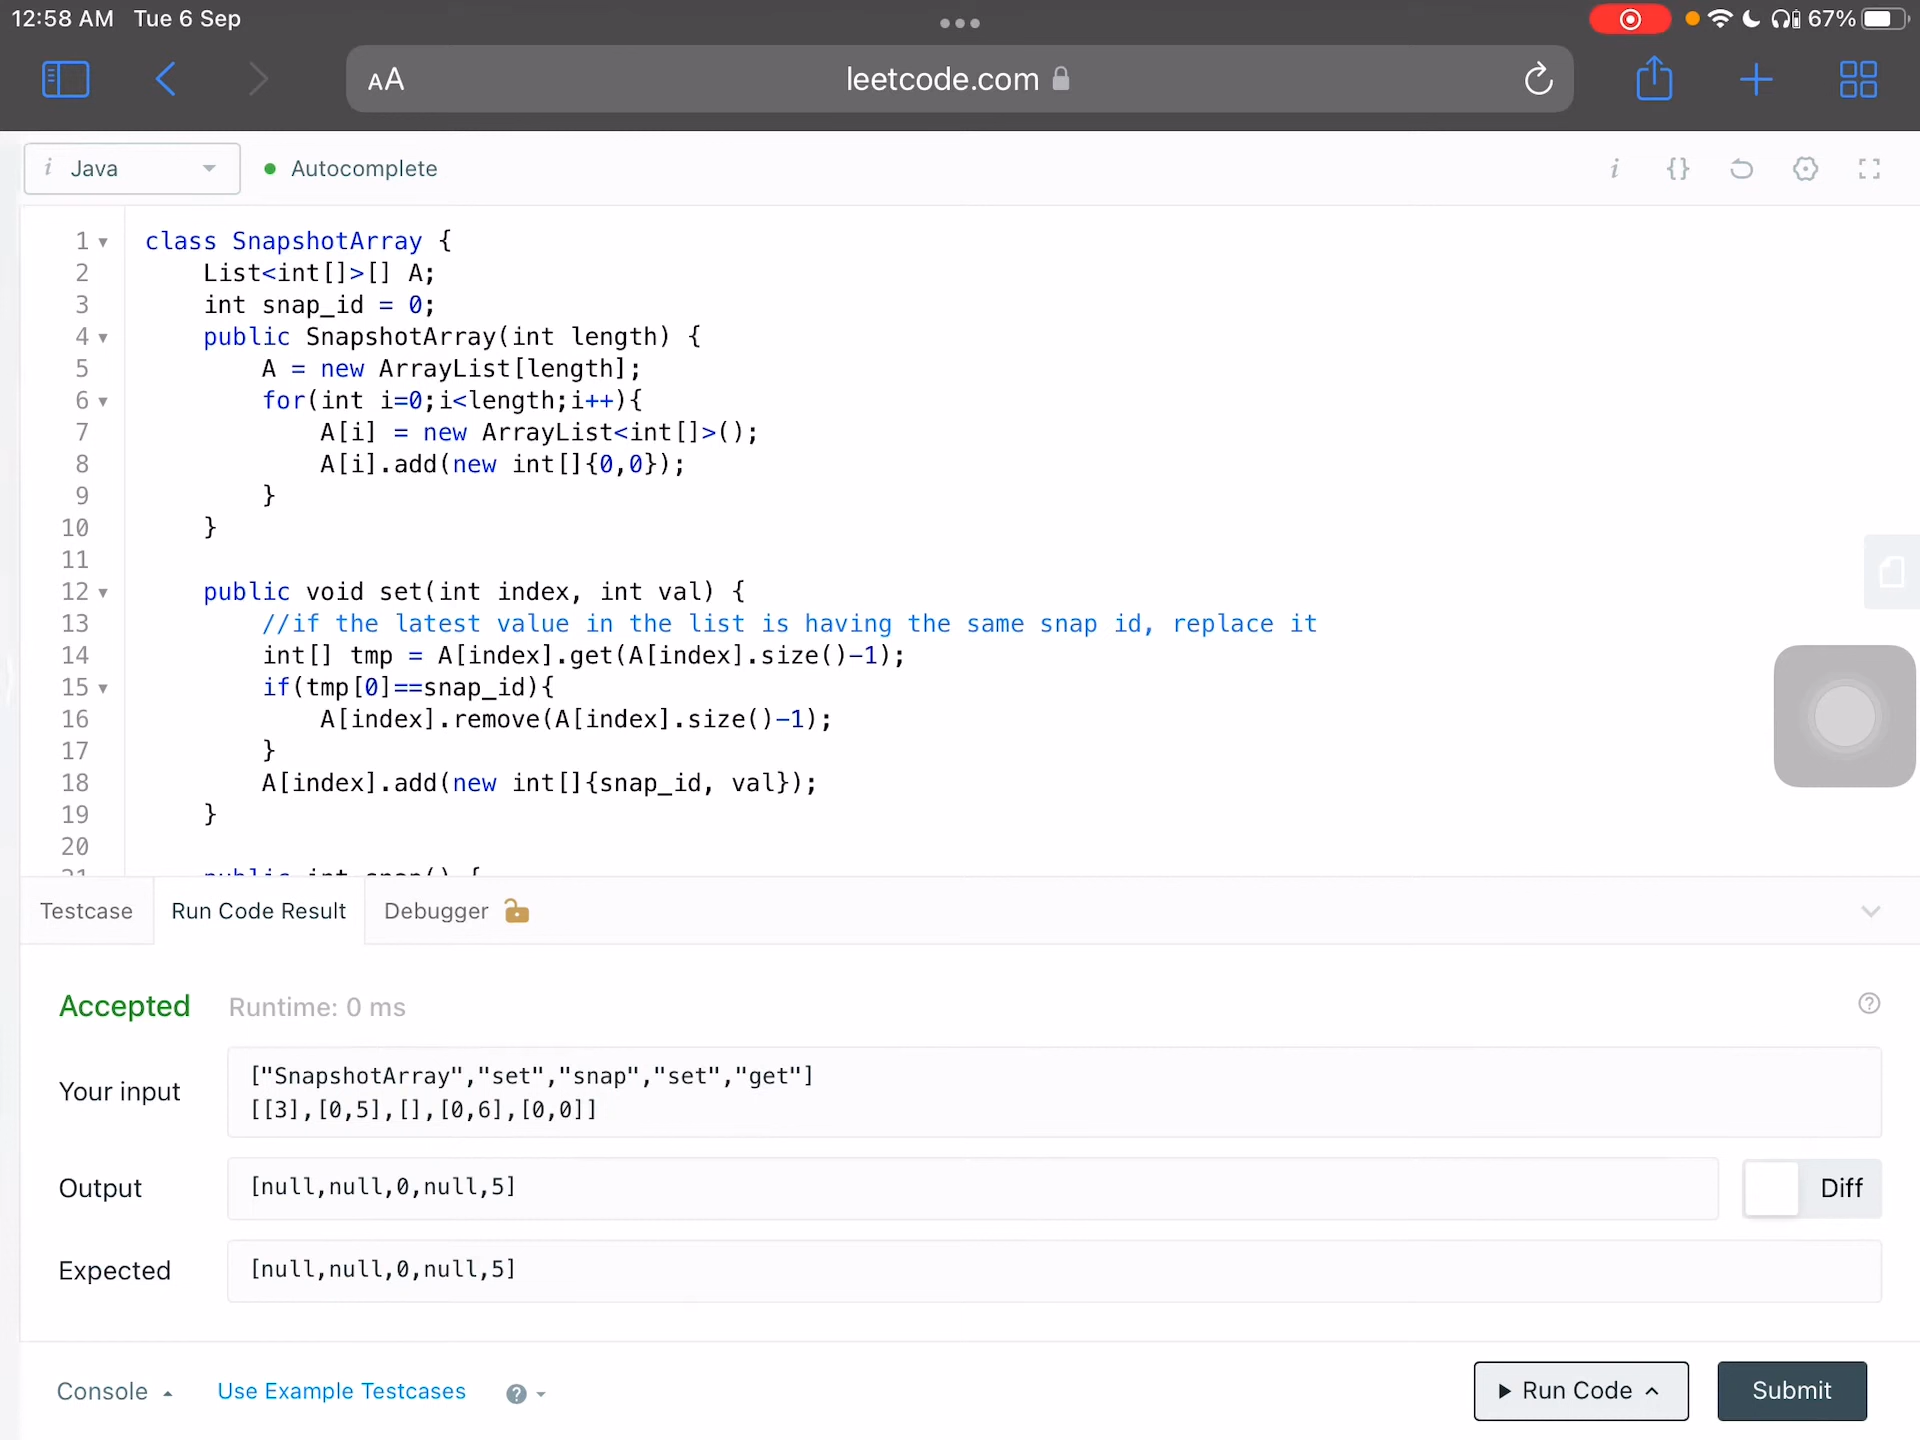 12:58 AM Tue 6 Sep
67%
AA
leetcode.com
i Java
Autocomplete
i {}
1 class SnapshotArray {
2 List<int[]>[] A;
3 int snap_id = 0;
4 public SnapshotArray(int length) {
5 A = new ArrayList[length];
6 for(int i=0;i<length;i++){
7 A[i] = new ArrayList<int[]>();
8 A[i].add(new int[]{0,0});
9 }
10 }
11
12 public void set(int index, int val) {
13 //if the latest value in the list is having the same snap id, replace it
14 int[] tmp = A[index].get(A[index].size()-1);
15 if(tmp[0]==snap_id){
16 A[index].remove(A[index].size()-1);
17 }
18 A[index].add(new int[]{snap_id, val});
19 }
20
21 public int snap() {
Testcase Run Code Result Debugger
Accepted Runtime: 0 ms
Your input
["SnapshotArray","set","snap","set","get"]
[[3],[0,5],[],[0,6],[0,0]]
Output
[null,null,0,null,5]
Diff
Expected
[null,null,0,null,5]
Console Use Example Testcases ?
Run Code Submit